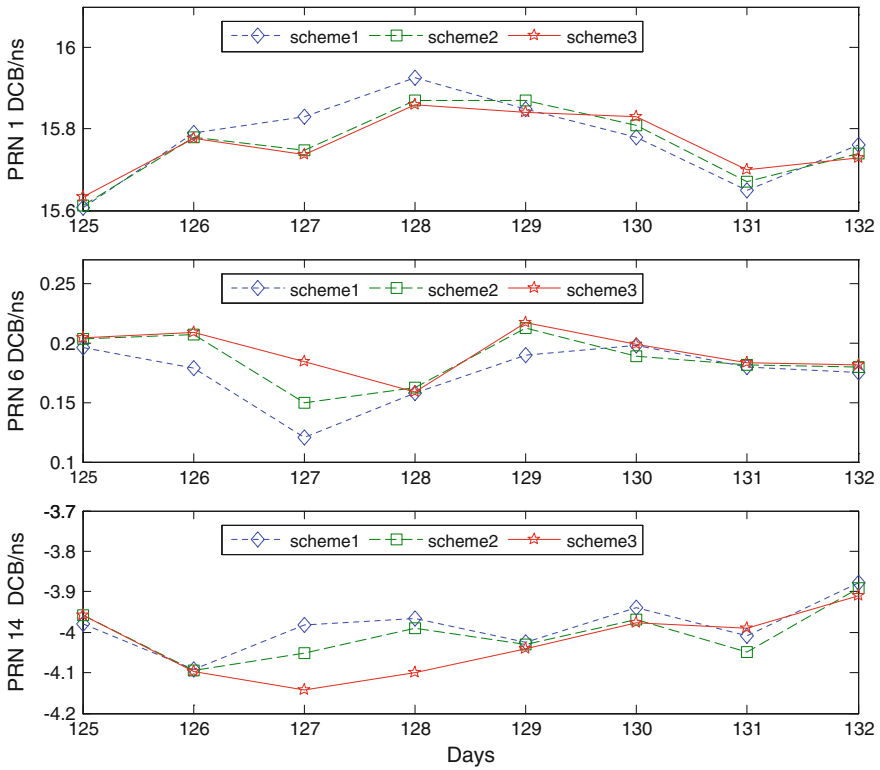 PRN 1 DCB/ns
16
15.8
15.6
scheme1 scheme2 scheme3
125 126 127 128 129 130 131 132
PRN 6 DCB/ns
0.25
0.2
0.15
0.1
scheme1 scheme2 scheme3
125 126 127 128 129 130 131 132
PRN 14 DCB/ns
-3.7
-3.8
-3.9
-4
-4.1
-4.2
scheme1 scheme2 scheme3
125 126 127 128 129 130 131 132
Days